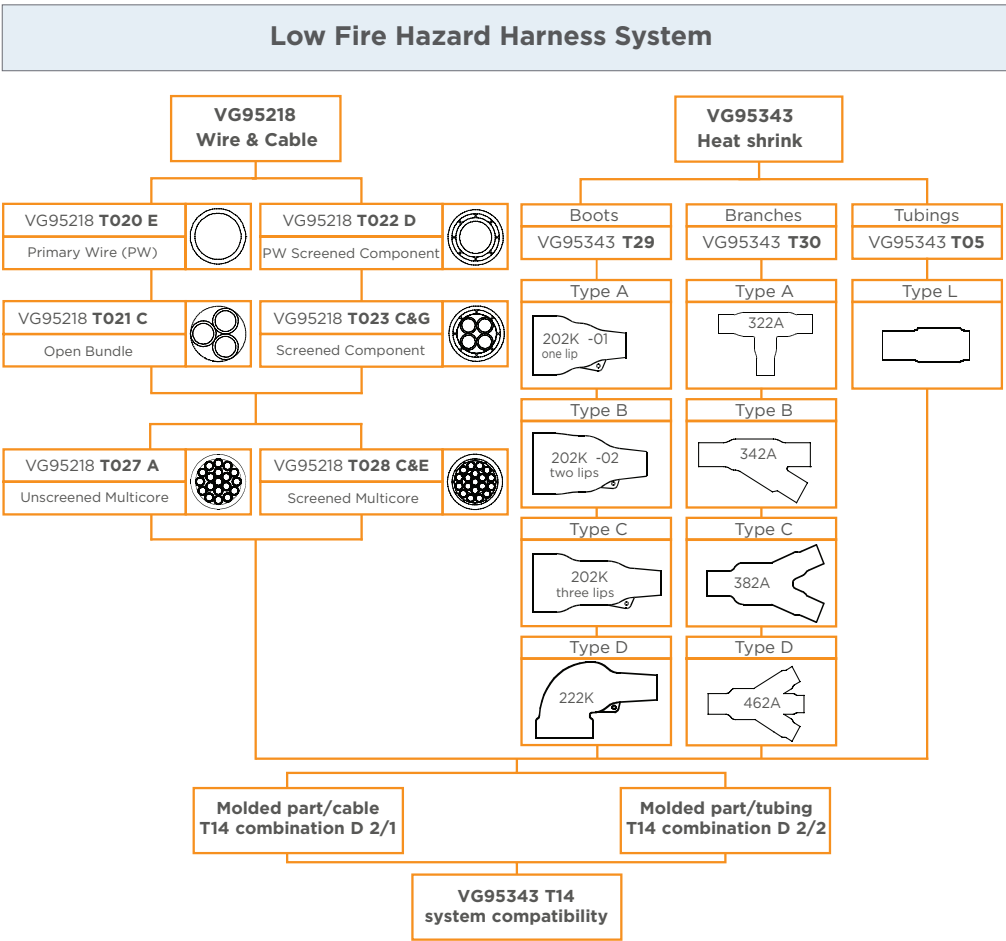 Low Fire Hazard Harness System
VG95218
Wire & Cable
VG95218 T020 E
Primary Wire (PW)
VG95218 T022 D
PW Screened Component
VG95218 T021 C
Open Bundle
VG95218 T023 C&G
Screened Component
VG95218 T027 A
Unscreened Multicore
VG95218 T028 C&E
Screened Multicore
VG95343
Heat shrink
Boots
VG95343 T29
Type A
202K -01
one lip
Type B
202K -02
two lips
Type C
202K
three lips
Type D
222K
Branches
VG95343 T30
Type A
322A
Type B
342A
Type C
382A
Type D
462A
Tubings
VG95343 T05
Type L
Molded part/cable
T14 combination D 2/1
Molded part/tubing
T14 combination D 2/2
VG95343 T14
system compatibility